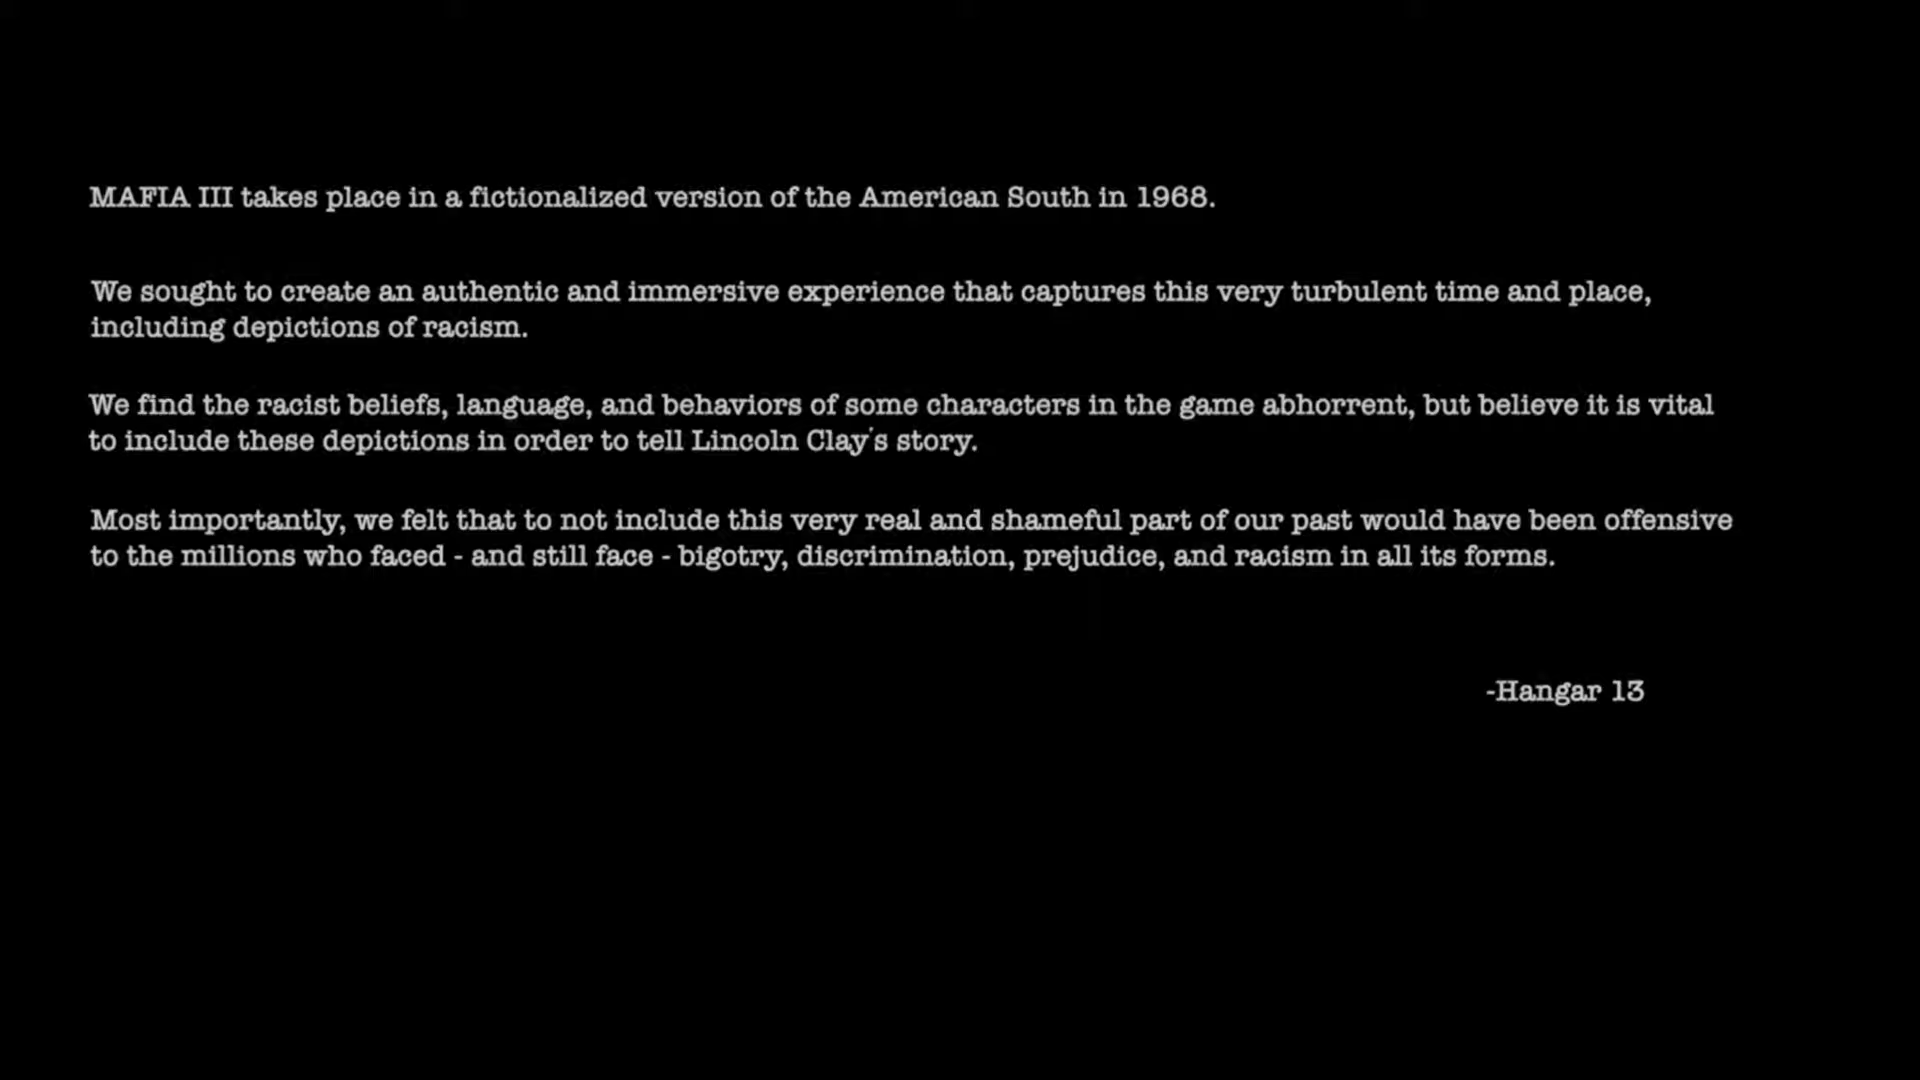 MAFIA III takes place in a fictionalized version of the American South in 1968.
We sought to create an authentic and immersive experience that captures this very turbulent time and place,
including depictions of racism.
We find the racist beliefs, language, and behaviors of some characters in the game abhorrent, but believe it is vital
to include these depictions in order to tell Lincoln Clay's story.
Most importantly, we felt that to not include this very real and shameful part of our past would have been offensive
to the millions who faced - and still face - bigotry, discrimination, prejudice, and racism in all its forms.
-Hangar 13